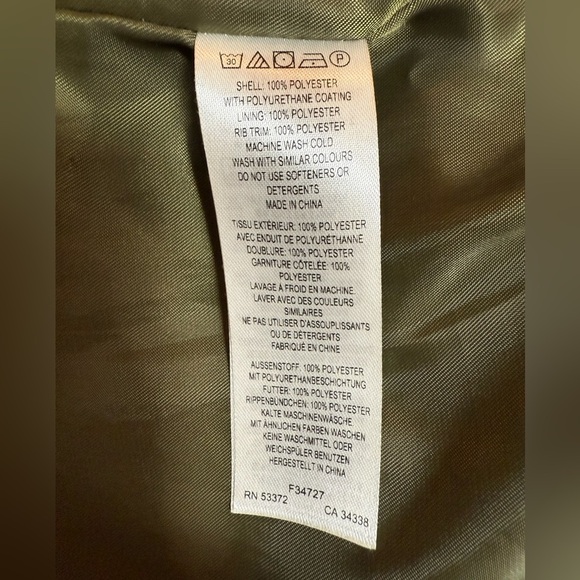 30 P
SHELL: 100% POLYESTER
WITH POLYURETHANE COATING
LINING: 100% POLYESTER
RIB TRIM: 100% POLYESTER
MACHINE WASH COLD
WASH WITH SIMILAR COLOURS
DO NOT USE SOFTENERS OR
DETERGENTS
MADE IN CHINA
TISSU EXTÉRIEUR: 100% POLYESTER
AVEC ENDUIT DE POLYURÉTHANNE
DOUBLURE: 100% POLYESTER
GARNITURE CÔTELÉE: 100%
POLYESTER
LAVAGE À FROID EN MACHINE.
LAVER AVEC DES COULEURS
SIMILAIRES
NE PAS UTILISER D'ASSOUPLISSANTS
OU DE DÉTERGENTS
FABRIQUÉ EN CHINE
AUSSENSTOFF: 100% POLYESTER
MIT POLYURETHANBESCHICHTUNG
FUTTER: 100% POLYESTER
RIPPENBÜNDCHEN: 100% POLYESTER
KALTE MASCHINENWÄSCHE
MIT ÄHNLICHEN FARBEN WASCHEN
KEINE WASCHMITTEL ODER
WEICHSPÜLER BENUTZEN
HERGESTELLT IN CHINA
F34727
RN 53372 CA 34338